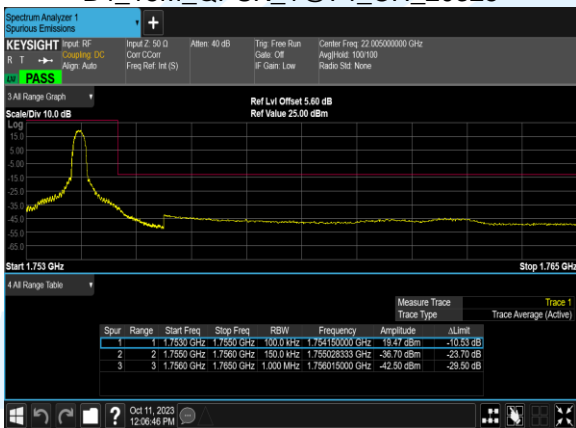 Spectrum Analyzer 1
Spurious Emissions
KEYSIGHT Input: RF
R T Coupling: DC
Align: Auto
LV PASS
Input Z: 50 Ω
Corr CCorr
Freq Ref: Int (S)
Atten: 40 dB
Trig: Free Run
Gate: Off
IF Gain: Low
Center Freq: 22.005000000 GHz
Avg|Hold: 100/100
Radio Std: None
3 All Range Graph
Scale/Div 10.0 dB
Ref Lvl Offset 5.60 dB
Ref Value 25.00 dBm
Log
15.0
5.00
-5.00
-15.0
-25.0
-35.0
-45.0
-55.0
-65.0
Start 1.753 GHz Stop 1.765 GHz
4 All Range Table
Measure Trace Trace 1
Trace Type Trace Average (Active)
Spur Range Start Freq Stop Freq RBW Frequency Amplitude ΔLimit
1 1 1.7530 GHz 1.7550 GHz 100.0 kHz 1.754150000 GHz 19.47 dBm -10.53 dB
2 2 1.7550 GHz 1.7560 GHz 150.0 kHz 1.755028333 GHz -36.70 dBm -23.70 dB
3 3 1.7560 GHz 1.7650 GHz 1.000 MHz 1.756015000 GHz -42.50 dBm -29.50 dB
Oct 11, 2023
12:06:46 PM